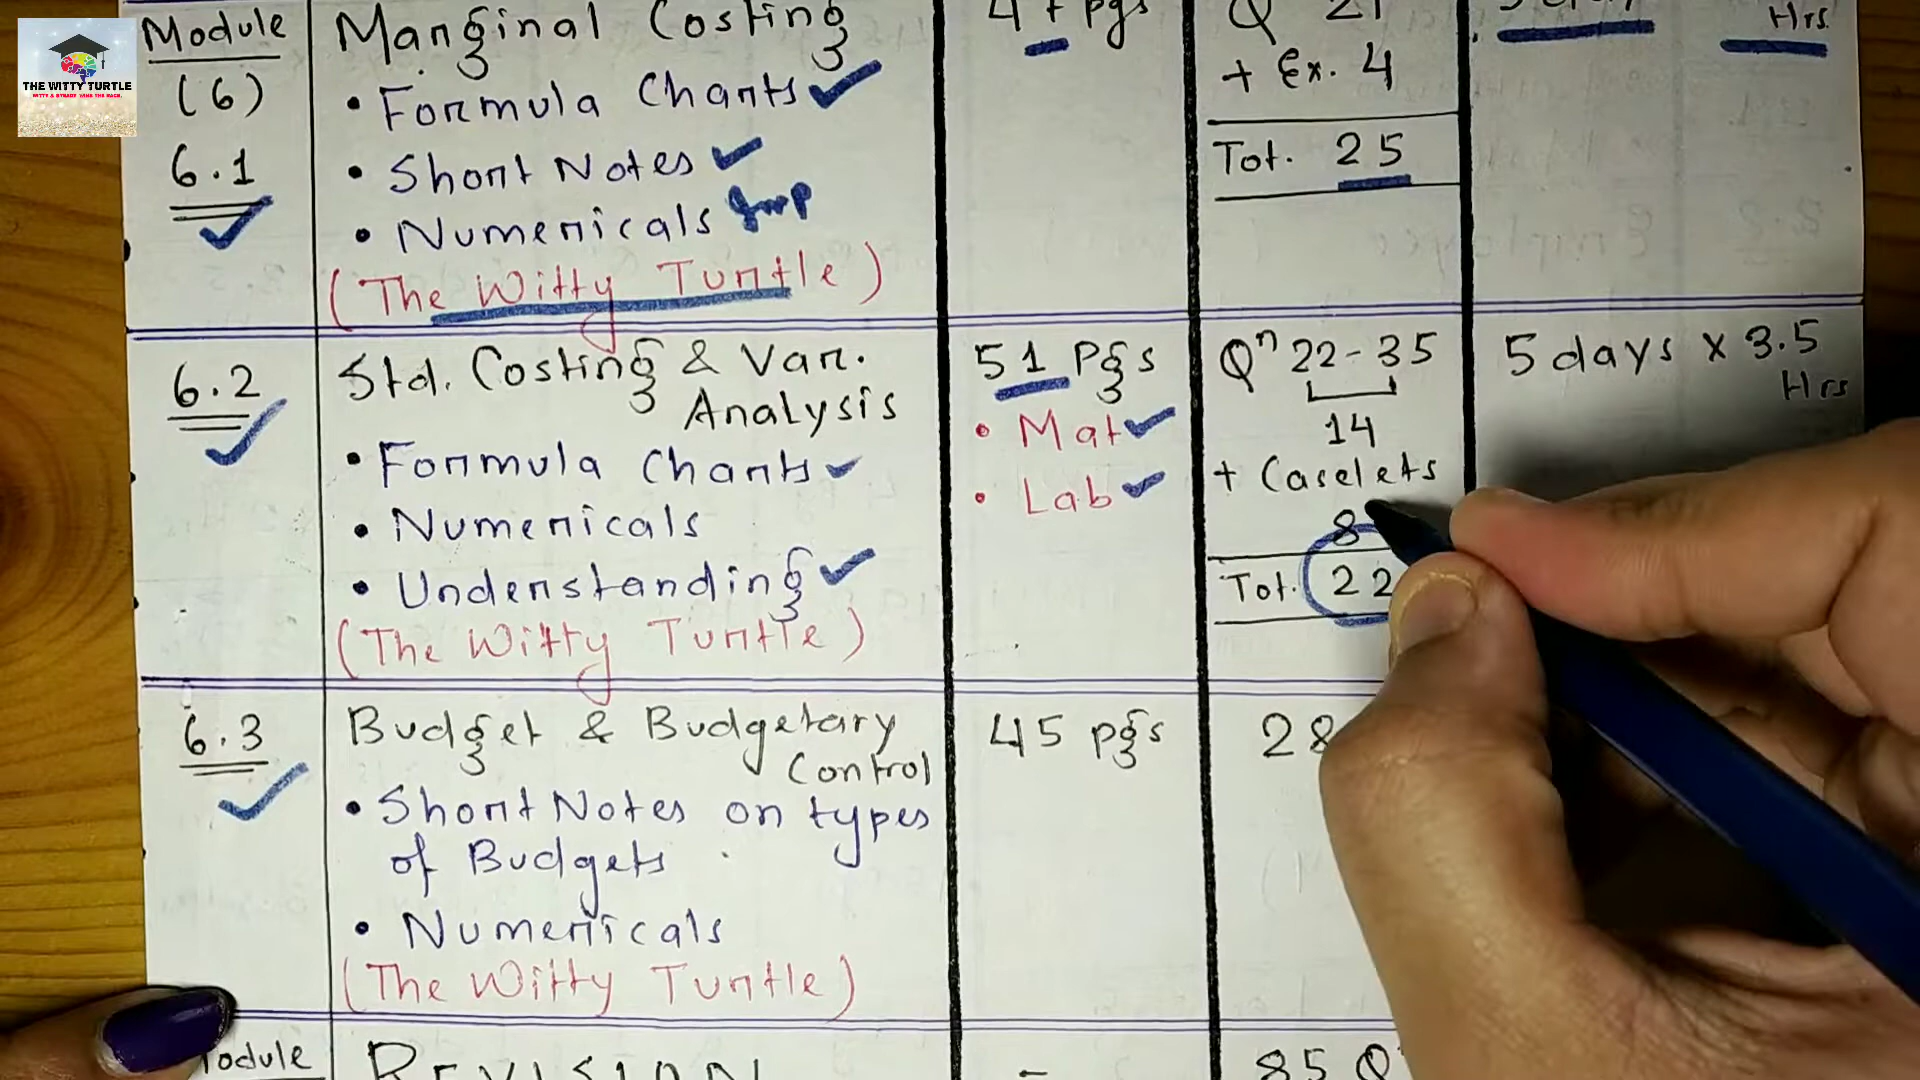 THE WITTY TURTLE
Module
(6)
6.1
Marginal Costing
• Formula Charts
• Short Notes
• Numericals Imp
(The Witty Turtle)
pgs
+ Ex. 4
Tot. 25
Hrs
6.2
Std. Costing & Var.
Analysis
• Formula Charts
• Numericals
• Understanding
(The Witty Turtle)
51 Pgs
• Mat
• Lab
Qn 22-35
14
+ Caselets
8
Tot. 22
5 days x 3.5
Hrs
6.3
Budget & Budgetary
Control
• Short Notes on types
of Budgets
• Numericals
(The Witty Turtle)
45 pgs
28
Module
REVISION
-
85 Q